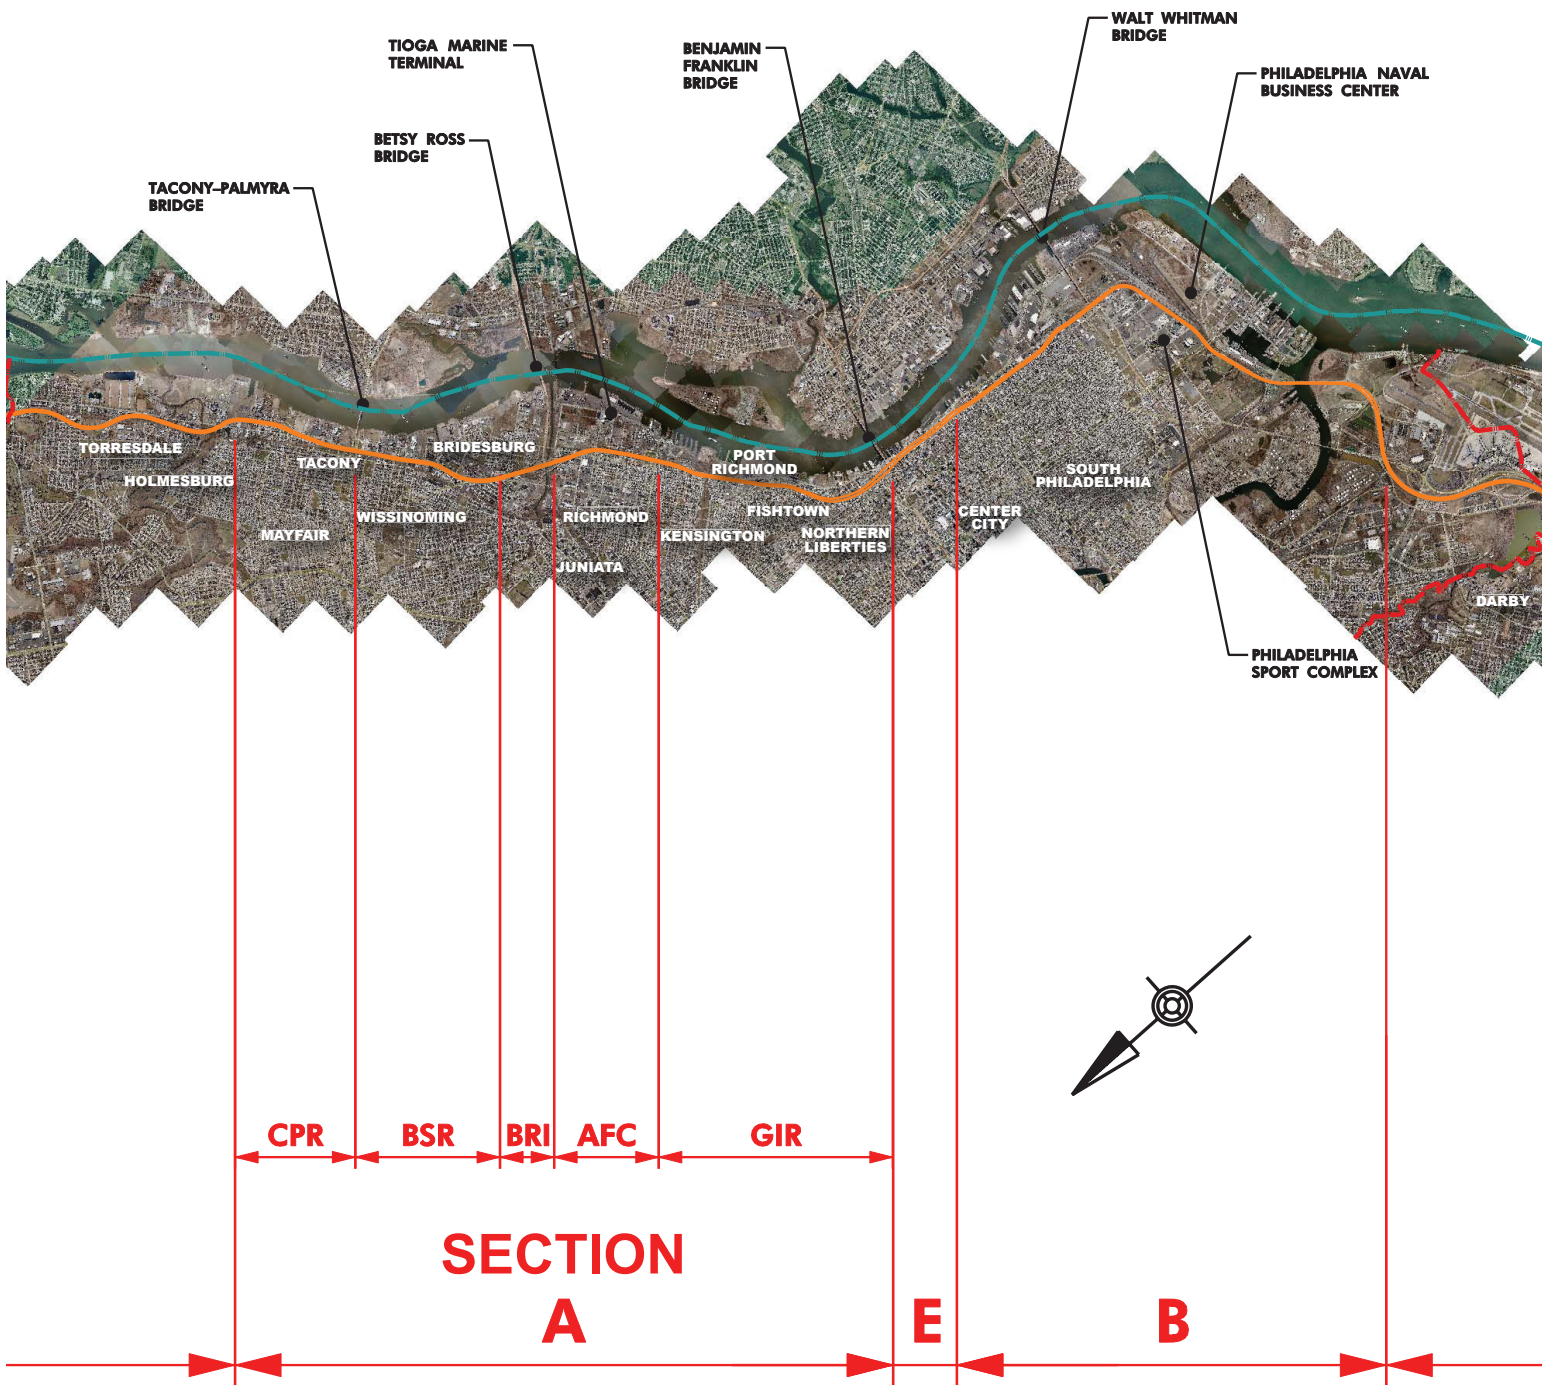 WALT WHITMAN
BRIDGE
TIOGA MARINE
TERMINAL
BENJAMIN
FRANKLIN
BRIDGE
PHILADELPHIA NAVAL
BUSINESS CENTER
BETSY ROSS
BRIDGE
TACONY–PALMYRA
BRIDGE
TORRESDALE
HOLMESBURG
TACONY
BRIDESBURG
MAYFAIR
WISSINOMING
RICHMOND
JUNIATA
PORT
RICHMOND
KENSINGTON
FISHTOWN
NORTHERN
LIBERTIES
CENTER
CITY
SOUTH
PHILADELPHIA
DARBY
PHILADELPHIA
SPORT COMPLEX
CPR
BSR
BRI
AFC
GIR
SECTION
A
E
B